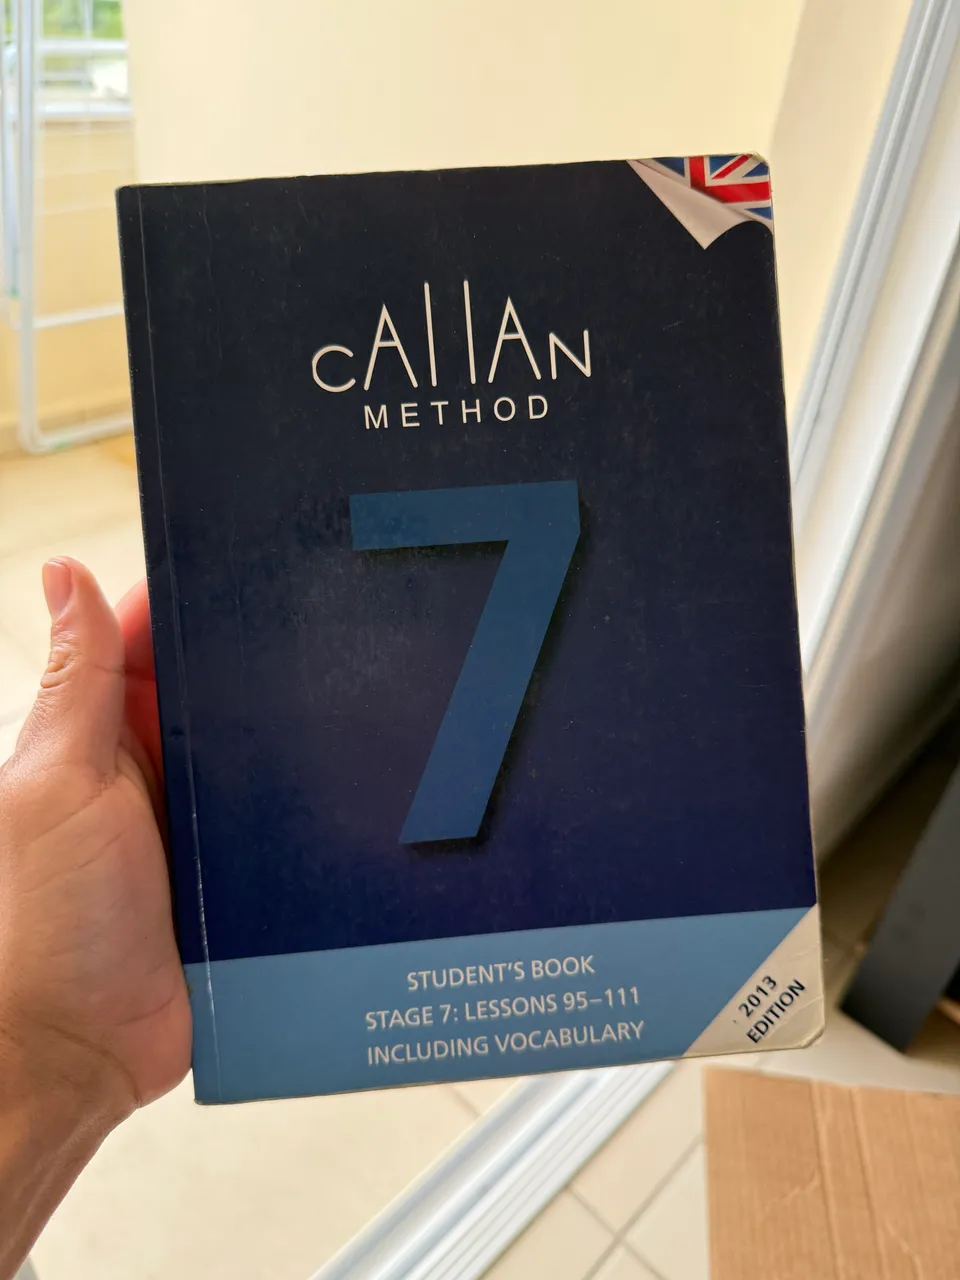 CAllAN
METHOD
7
STUDENT'S BOOK
STAGE 7: LESSONS 95–111
INCLUDING VOCABULARY
2013
EDITION